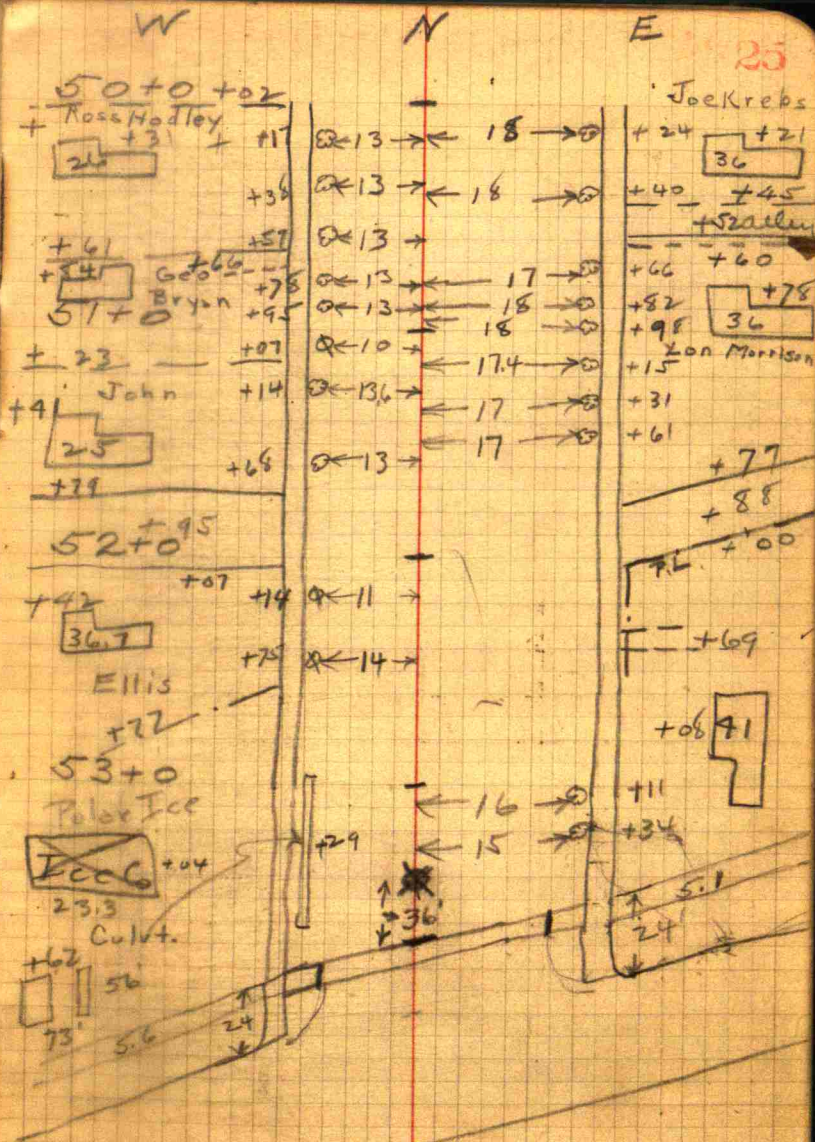 W N E
25
50+0 +02
Ross Hadley
Joe Krebs
+ +31 + +17 13 18 +24 +21
26 36
+38 13 18 +40 +45
+52 alley
+61 +57 13
+66 17 +66 +60
Geo +78 13
Bryon
51+0 +95 13 18 +82 +78
36
18 +98
Lon Morrison
+23 +07 10 17.4 +15
John +14 13.6 17 +31
+41
25 +68 13 17 +61
+77
+79
+88
52+0 +95
+00
P.L
+07
+42 +14 11
36.7 +69
+75 14
Ellis
+77
+08 41
53+0
16 +11
Polar Ice
+29 15 +34
Ice Co +04
23.3
36' 5.1
Culvt. 24'
+62
56'
73' 5.6 24